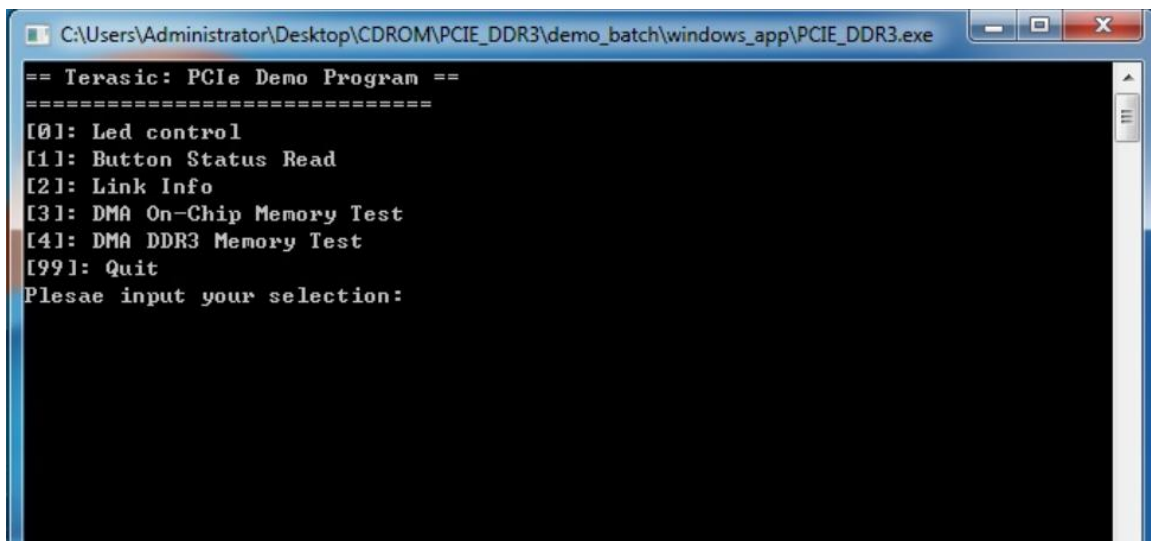 C:\Users\Administrator\Desktop\CDROM\PCIE_DDR3\demo_batch\windows_app\PCIE_DDR3.exe
== Terasic: PCIe Demo Program ==
==============================
[0]: Led control
[1]: Button Status Read
[2]: Link Info
[3]: DMA On-Chip Memory Test
[4]: DMA DDR3 Memory Test
[99]: Quit
Plesae input your selection: